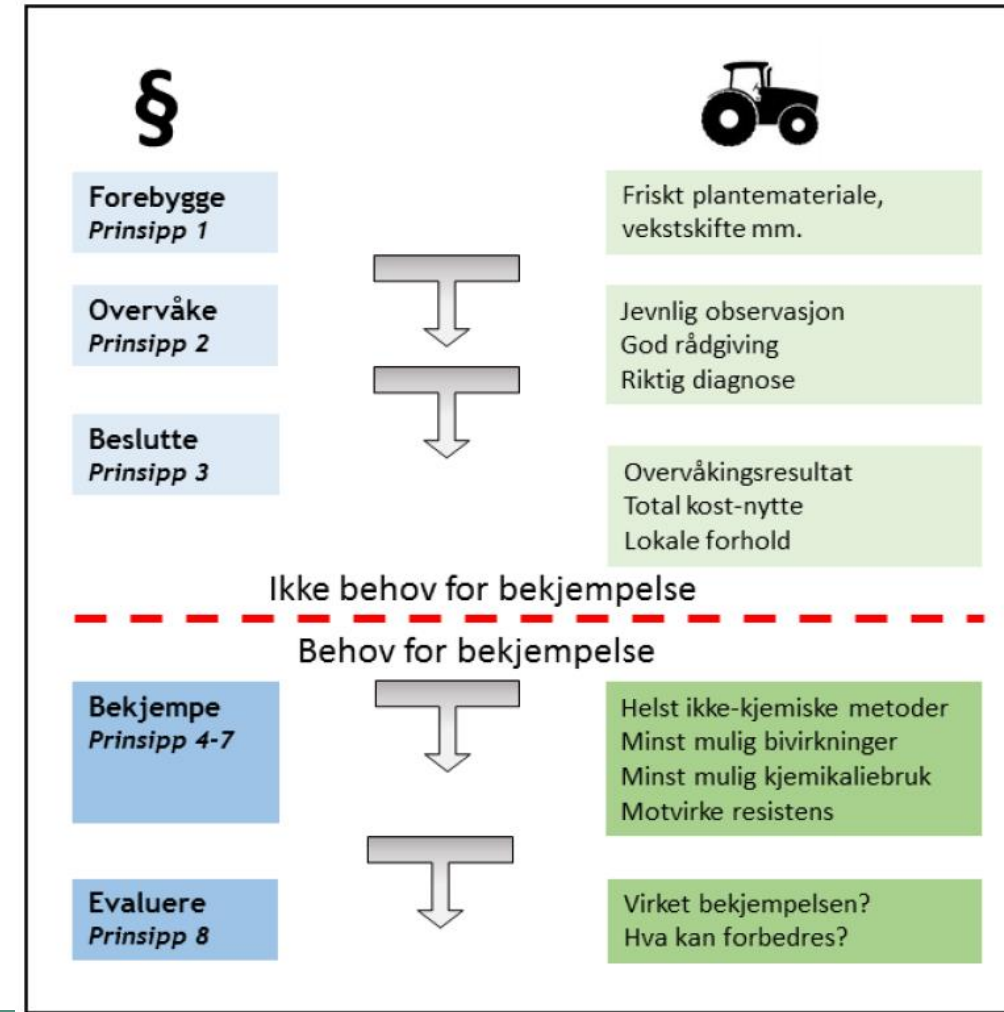 §
Forebygge
Prinsipp 1
Friskt plantemateriale,
vekstskifte mm.
Overvåke
Prinsipp 2
Jevnlig observasjon
God rådgiving
Riktig diagnose
Beslutte
Prinsipp 3
Overvåkingsresultat
Total kost-nytte
Lokale forhold
Ikke behov for bekjempelse
Behov for bekjempelse
Bekjempe
Prinsipp 4-7
Helst ikke-kjemiske metoder
Minst mulig bivirkninger
Minst mulig kjemikaliebruk
Motvirke resistens
Evaluere
Prinsipp 8
Virket bekjempelsen?
Hva kan forbedres?